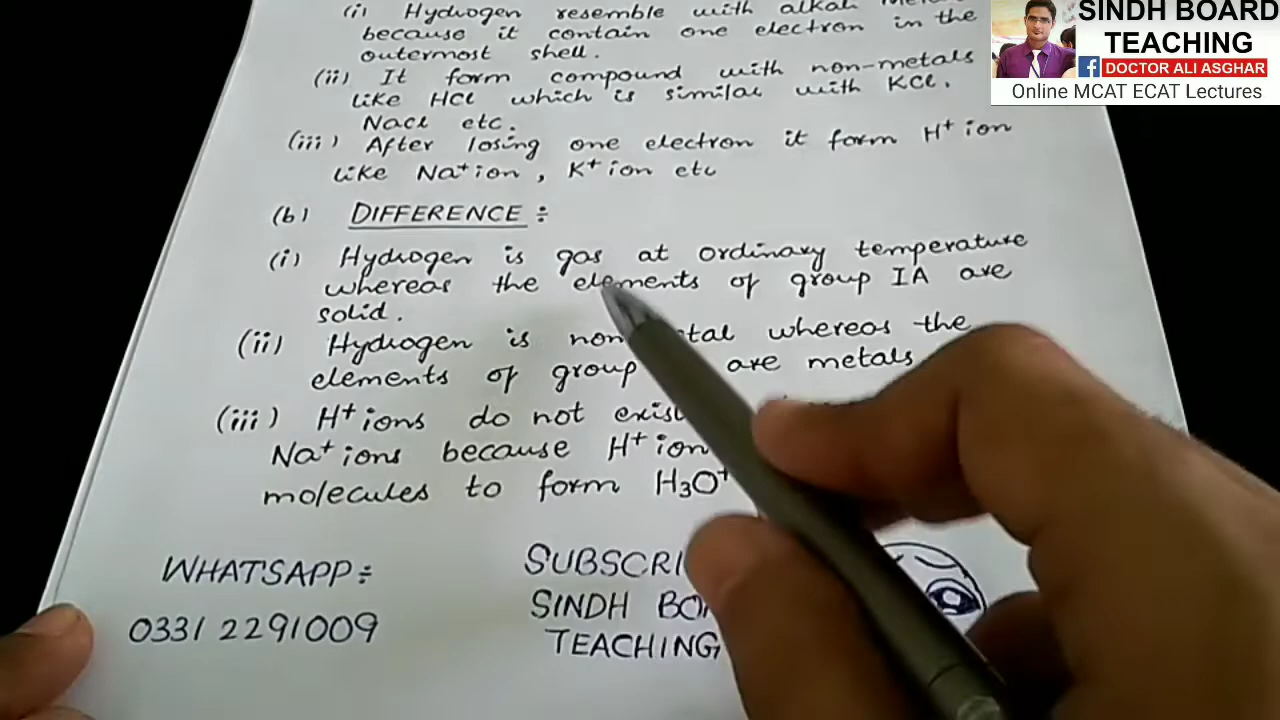 (i) Hydrogen resemble with alkali
because it contain one electron in the
outermost shell.
(ii) It form compound with non-metals
like HCl which is similar with KCl,
NaCl etc.
(iii) After losing one electron it form H+ ion
like Na+ ion, K+ ion etc
(b) DIFFERENCE :-
(i) Hydrogen is gas at ordinary temperature
whereas the elements of group IA are
solid.
(ii) Hydrogen is non whereas the
elements of group are metals
(iii) H+ ions do not exist
Na+ ions because H+ ion
molecules to form H3O+
WHATSAPP :-
0331 2291009
SINDH
TEACHING
SINDH BOARD
TEACHING
f DOCTOR ALI ASGHAR
Online MCAT ECAT Lectures